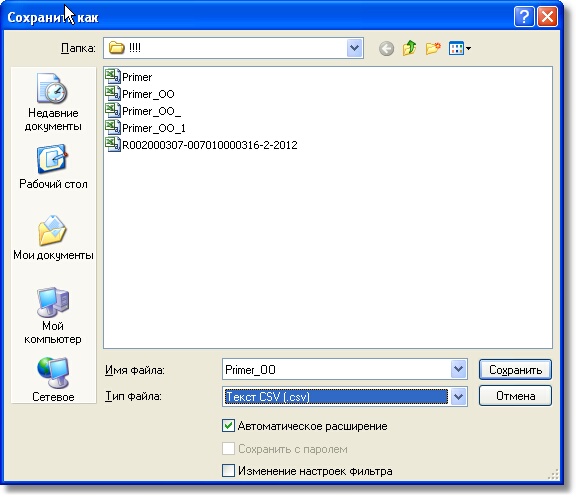 Сохранить как
Папка:
!!!!
Primer
Primer_OO
Primer_OO_
Primer_OO_1
R002000307-007010000316-2-2012
Недавние
документы
Рабочий стол
Мои документы
Мой
компьютер
Сетевое
Имя файла:
Primer_OO
Сохранить
Тип файла:
Текст CSV (.csv)
Отмена
Автоматическое расширение
Сохранить с паролем
Изменение настроек фильтра